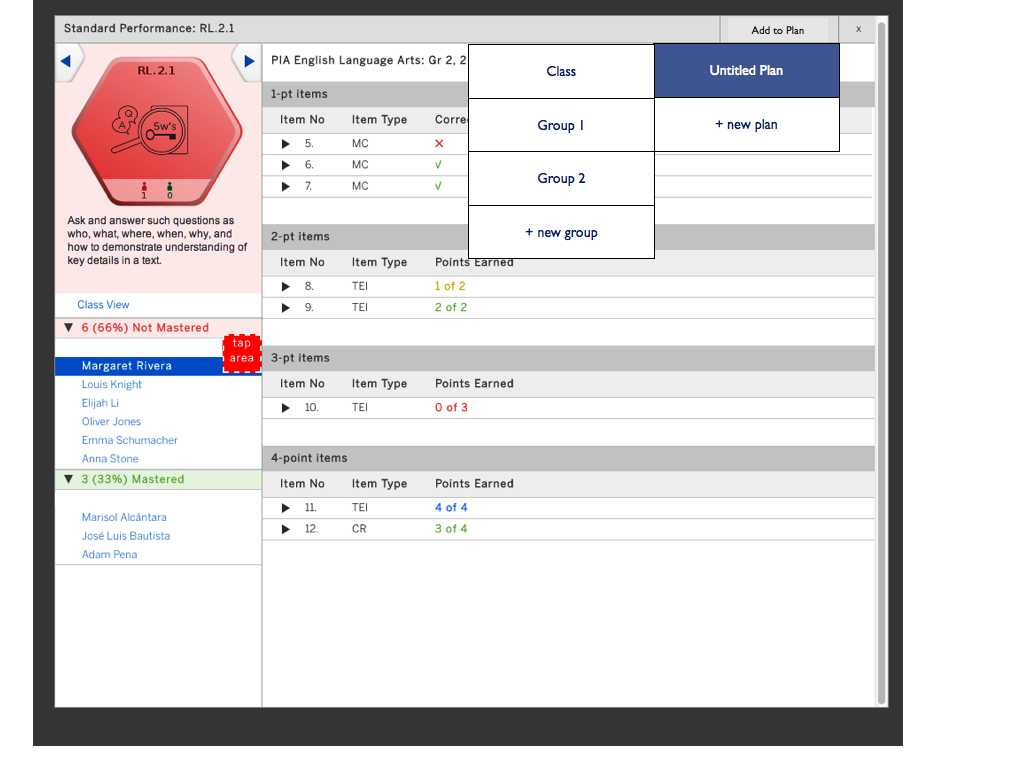 Standard Performance: RL.2.1
Add to Plan
x
RL.2.1
Q
A
5w's
1 0
Ask and answer such questions as
who, what, where, when, why, and
how to demonstrate understanding of
key details in a text.
Class View
▼ 6 (66%) Not Mastered
tap
area
Margaret Rivera
Louis Knight
Elijah Li
Oliver Jones
Emma Schumacher
Anna Stone
▼ 3 (33%) Mastered
Marisol Alcántara
José Luis Bautista
Adam Pena
PIA English Language Arts: Gr 2, 2
Class
Untitled Plan
Group 1
+ new plan
Group 2
+ new group
1-pt items
Item No Item Type Corre
▶ 5. MC ✕
▶ 6. MC √
▶ 7. MC √
2-pt items
Item No Item Type Points Earned
▶ 8. TEI 1 of 2
▶ 9. TEI 2 of 2
3-pt items
Item No Item Type Points Earned
▶ 10. TEI 0 of 3
4-point items
Item No Item Type Points Earned
▶ 11. TEI 4 of 4
▶ 12. CR 3 of 4